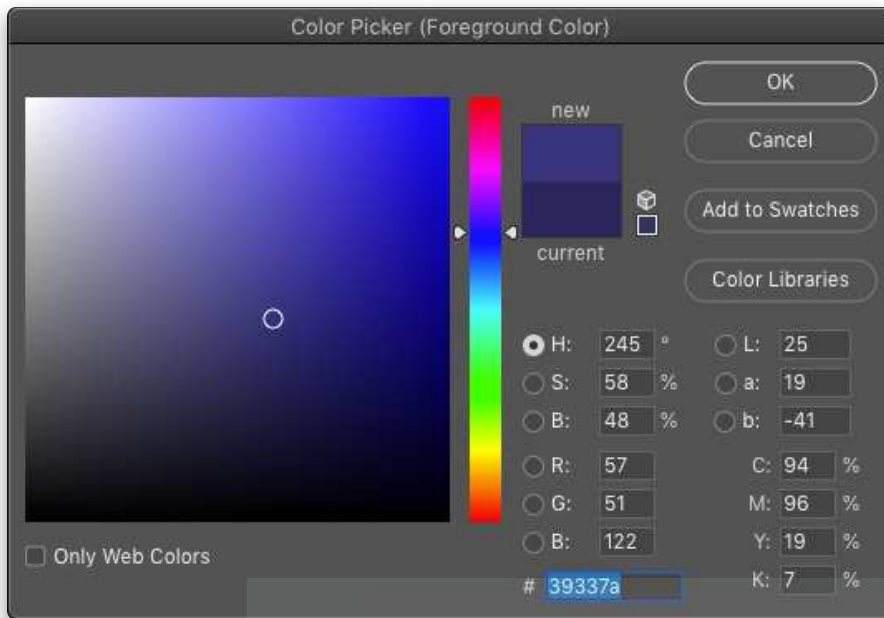 Color Picker (Foreground Color)
new
current
OK
Cancel
Add to Swatches
Color Libraries
H: 245 °
S: 58 %
B: 48 %
R: 57
G: 51
B: 122
# 39337a
L: 25
a: 19
b: -41
C: 94 %
M: 96 %
Y: 19 %
K: 7 %
Only Web Colors